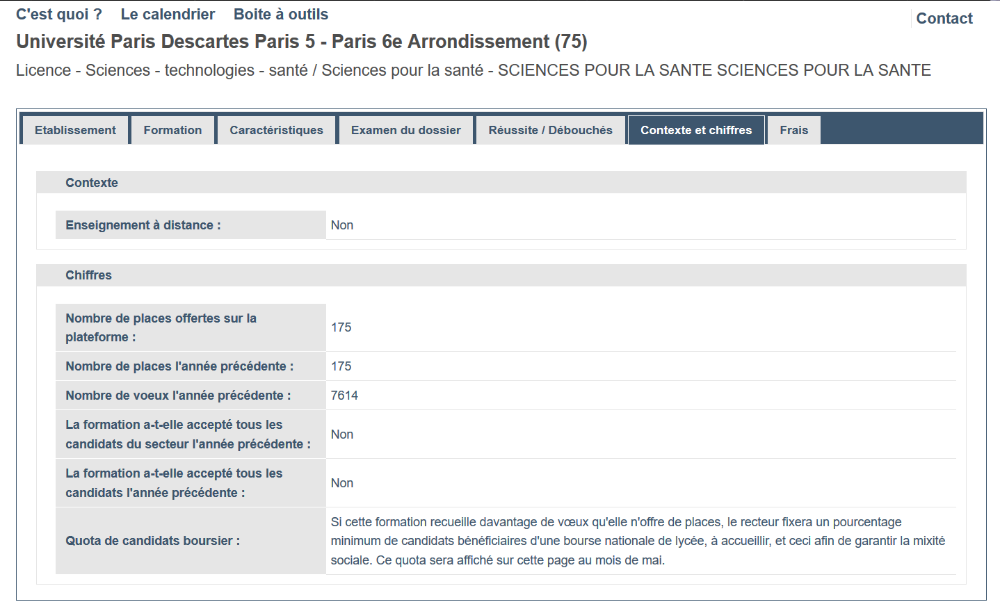 C'est quoi ? Le calendrier Boite à outils Contact
Université Paris Descartes Paris 5 - Paris 6e Arrondissement (75)
Licence - Sciences - technologies - santé / Sciences pour la santé - SCIENCES POUR LA SANTE SCIENCES POUR LA SANTE
Etablissement Formation Caractéristiques Examen du dossier Réussite / Débouchés Contexte et chiffres Frais
Contexte
Enseignement à distance : Non
Chiffres
Nombre de places offertes sur la
plateforme :
175
Nombre de places l'année précédente : 175
Nombre de voeux l'année précédente : 7614
La formation a-t-elle accepté tous les
candidats du secteur l'année précédente :
Non
La formation a-t-elle accepté tous les
candidats l'année précédente :
Non
Quota de candidats boursier :
Si cette formation recueille davantage de vœux qu'elle n'offre de places, le recteur fixera un pourcentage
minimum de candidats bénéficiaires d'une bourse nationale de lycée, à accueillir, et ceci afin de garantir la mixité
sociale. Ce quota sera affiché sur cette page au mois de mai.